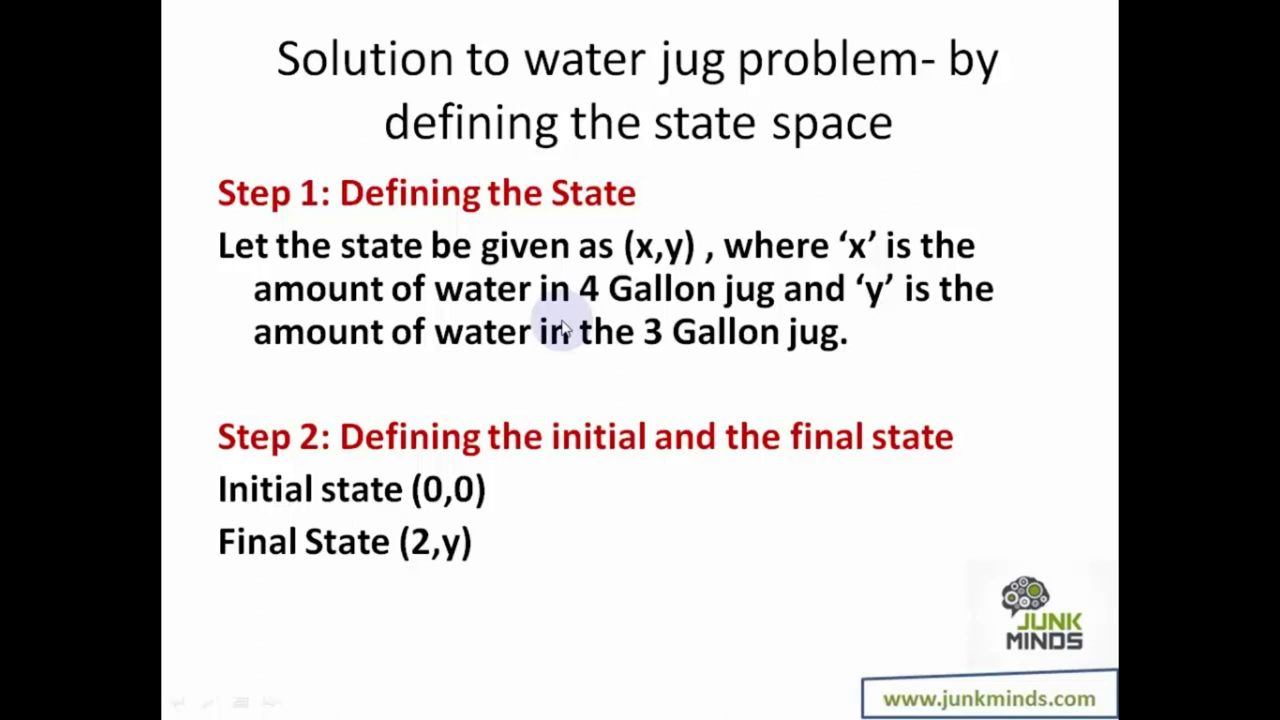 Solution to water jug problem- by
defining the state space
Step 1: Defining the State
Let the state be given as (x,y) , where ‘x’ is the
amount of water in 4 Gallon jug and ‘y’ is the
amount of water in the 3 Gallon jug.
Step 2: Defining the initial and the final state
Initial state (0,0)
Final State (2,y)
JUNK
MINDS
www.junkminds.com